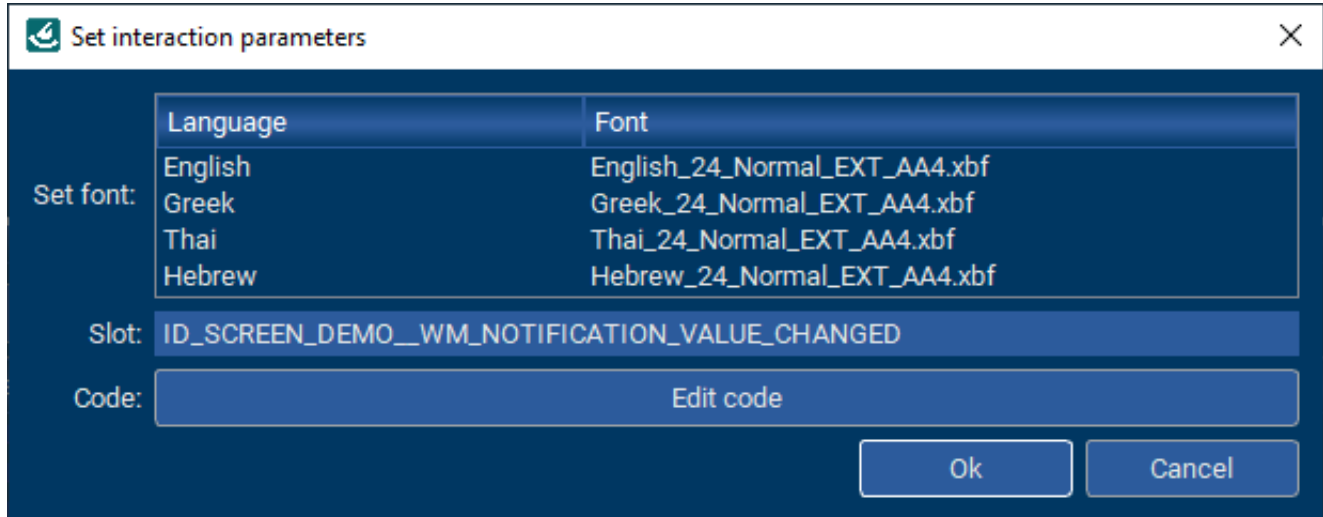 Set interaction parameters
Language Font
Set font:
English English_24_Normal_EXT_AA4.xbf
Greek Greek_24_Normal_EXT_AA4.xbf
Thai Thai_24_Normal_EXT_AA4.xbf
Hebrew Hebrew_24_Normal_EXT_AA4.xbf
Slot: ID_SCREEN_DEMO__WM_NOTIFICATION_VALUE_CHANGED
Code: Edit code
Ok Cancel